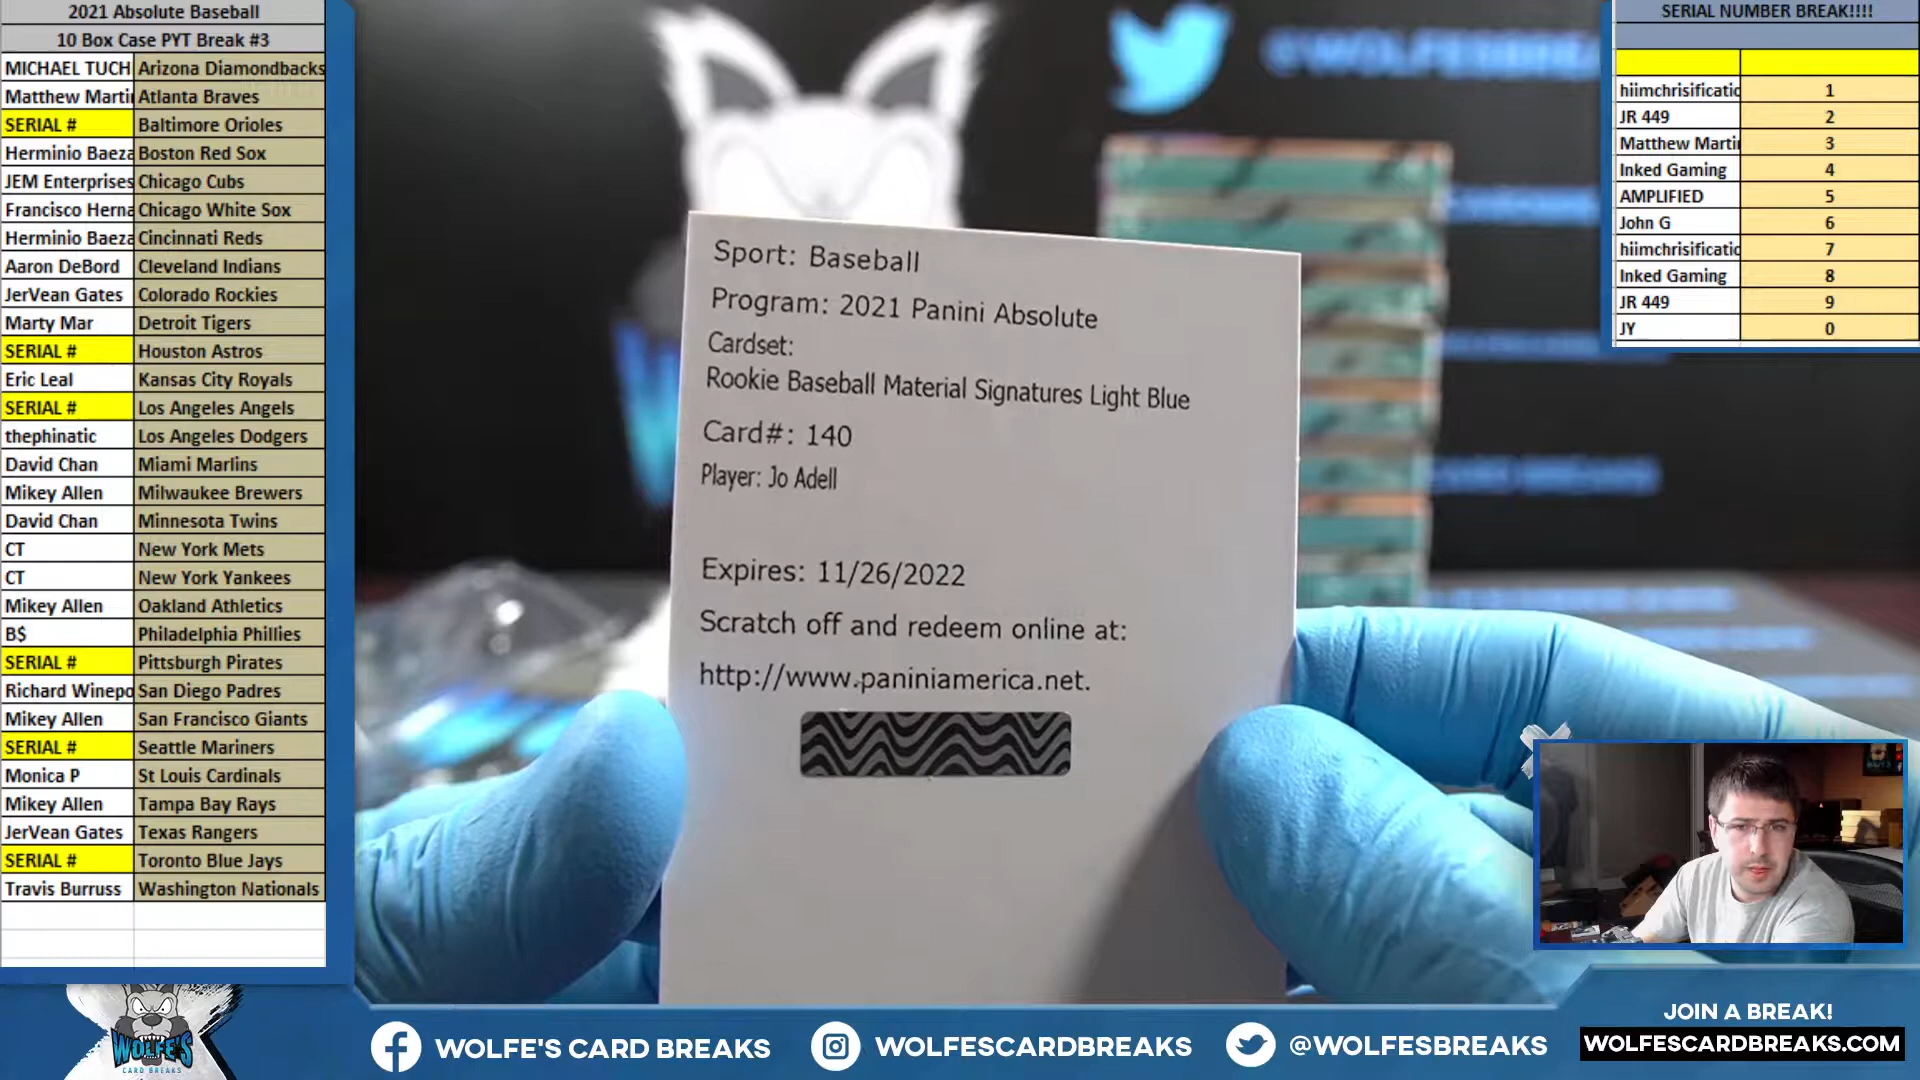 2021 Absolute Baseball
10 Box Case PYT Break #3
MICHAEL TUCH Arizona Diamondbacks
Matthew Martin Atlanta Braves
SERIAL # Baltimore Orioles
Herminio Baeza Boston Red Sox
JEM Enterprises Chicago Cubs
Francisco Herna Chicago White Sox
Herminio Baeza Cincinnati Reds
Aaron DeBord Cleveland Indians
JerVean Gates Colorado Rockies
Marty Mar Detroit Tigers
SERIAL # Houston Astros
Eric Leal Kansas City Royals
SERIAL # Los Angeles Angels
thephinatic Los Angeles Dodgers
David Chan Miami Marlins
Mikey Allen Milwaukee Brewers
David Chan Minnesota Twins
CT New York Mets
CT New York Yankees
Mikey Allen Oakland Athletics
B$ Philadelphia Phillies
SERIAL # Pittsburgh Pirates
Richard Winepo San Diego Padres
Mikey Allen San Francisco Giants
SERIAL # Seattle Mariners
Monica P St Louis Cardinals
Mikey Allen Tampa Bay Rays
JerVean Gates Texas Rangers
SERIAL # Toronto Blue Jays
Travis Burruss Washington Nationals
@WOLFESBREA
Sport: Baseball
Program: 2021 Panini Absolute
Cardset:
Rookie Baseball Material Signatures Light Blue
Card#: 140
Player: Jo Adell
Expires: 11/26/2022
Scratch off and redeem online at:
http://www.paniniamerica.net.
CARD BREAKS
SERIAL NUMBER BREAK!!!!
hiimchrisificatio 1
JR 449 2
Matthew Martin 3
Inked Gaming 4
AMPLIFIED 5
John G 6
hiimchrisificatio 7
Inked Gaming 8
JR 449 9
JY 0
WOLFE'S
CARD BREAKS
WOLFE'S CARD BREAKS
WOLFESCARDBREAKS
@WOLFESBREAKS
JOIN A BREAK!
WOLFESCARDBREAKS.COM